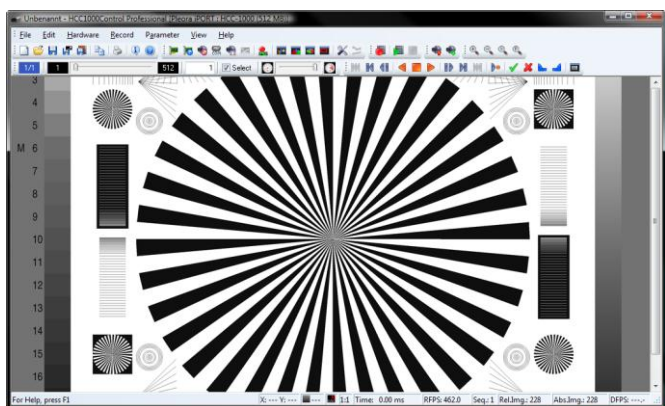 Unbenannt - HCC1000Control Professional [Pleora iPORT : HCC-1000 (512 MB)]
File Edit Hardware Record Parameter View Help
1/1 1 512 1 Select
3
4
5
M 6
7
8
9
10
11
12
13
14
15
16
For Help, press F1 X: --- Y: --- --- 1:1 Time: 0.00 ms RFPS: 462.0 Seq.: 1 Rel.Img.: 228 Abs.Img.: 228 DFPS: ---.-